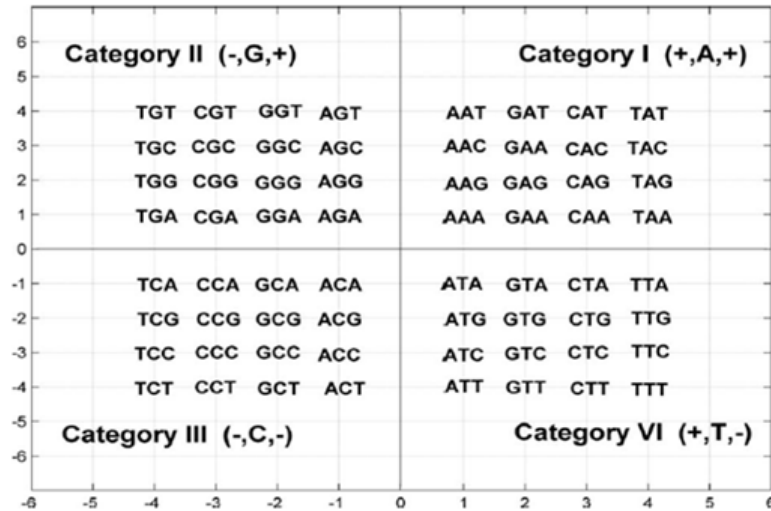 7
6
Category II (-,G,+) Category I (+,A,+)
5
4 TGT CGT GGT AGT AAT GAT CAT TAT
3 TGC CGC GGC AGC AAC GAA CAC TAC
2 TGG CGG GGG AGG AAG GAG CAG TAG
1 TGA CGA GGA AGA AAA GAA CAA TAA
0
-1 TCA CCA GCA ACA ATA GTA CTA TTA
-2 TCG CCG GCG ACG ATG GTG CTG TTG
-3 TCC CCC GCC ACC ATC GTC CTC TTC
-4 TCT CCT GCT ACT ATT GTT CTT TTT
-5
Category III (-,C,-) Category VI (+,T,-)
-6
-6 -5 -4 -3 -2 -1 0 1 2 3 4 5 6